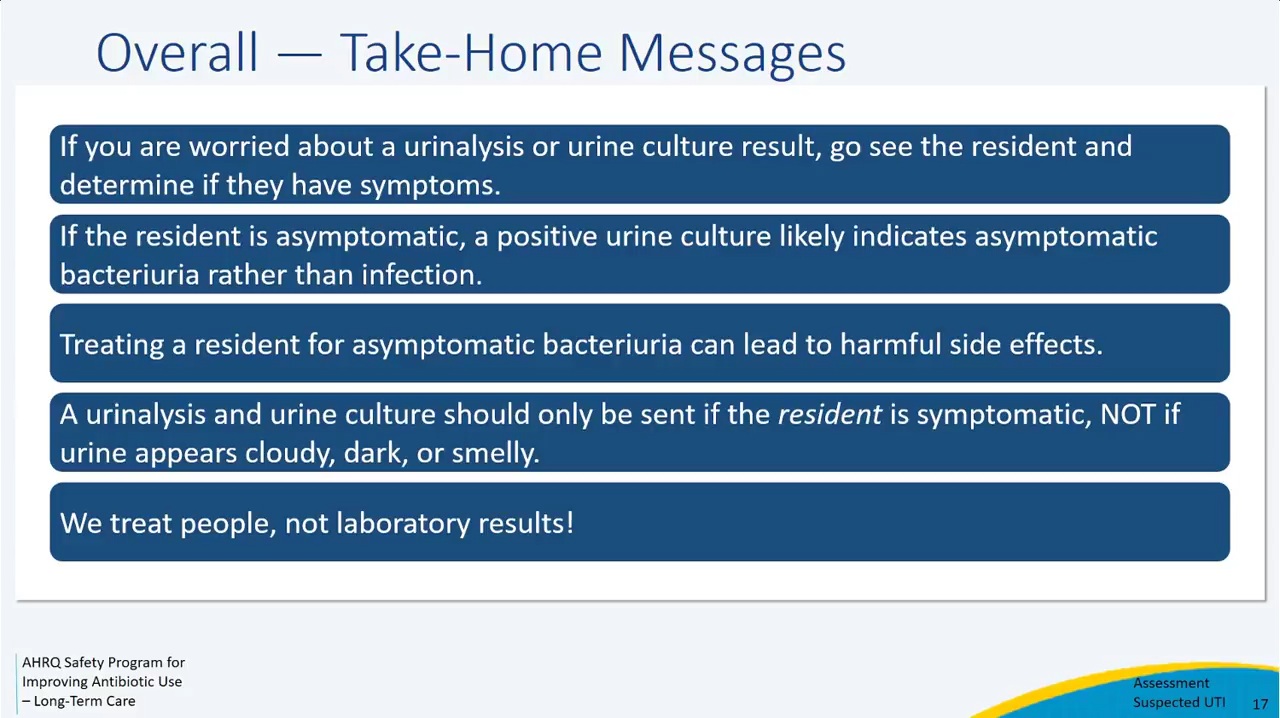 Overall — Take-Home Messages
If you are worried about a urinalysis or urine culture result, go see the resident and
determine if they have symptoms.
If the resident is asymptomatic, a positive urine culture likely indicates asymptomatic
bacteriuria rather than infection.
Treating a resident for asymptomatic bacteriuria can lead to harmful side effects.
A urinalysis and urine culture should only be sent if the resident is symptomatic, NOT if
urine appears cloudy, dark, or smelly.
We treat people, not laboratory results!
AHRQ Safety Program for
Improving Antibiotic Use
– Long-Term Care
Assessment
Suspected UTI
17